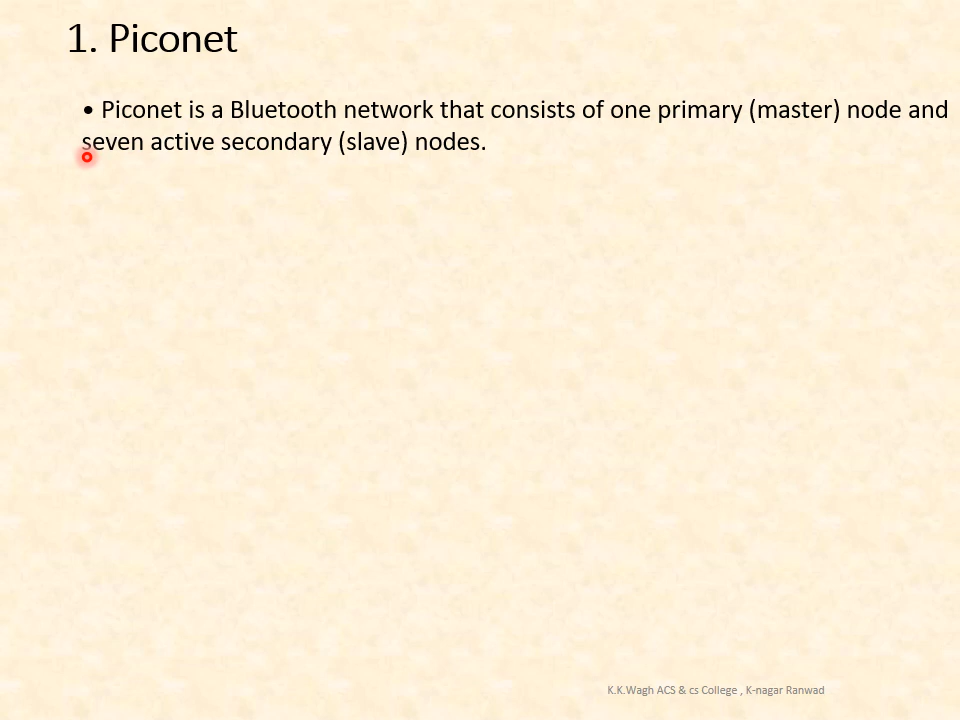 1. Piconet
• Piconet is a Bluetooth network that consists of one primary (master) node and
seven active secondary (slave) nodes.
K.K.Wagh ACS & cs College , K-nagar Ranwad